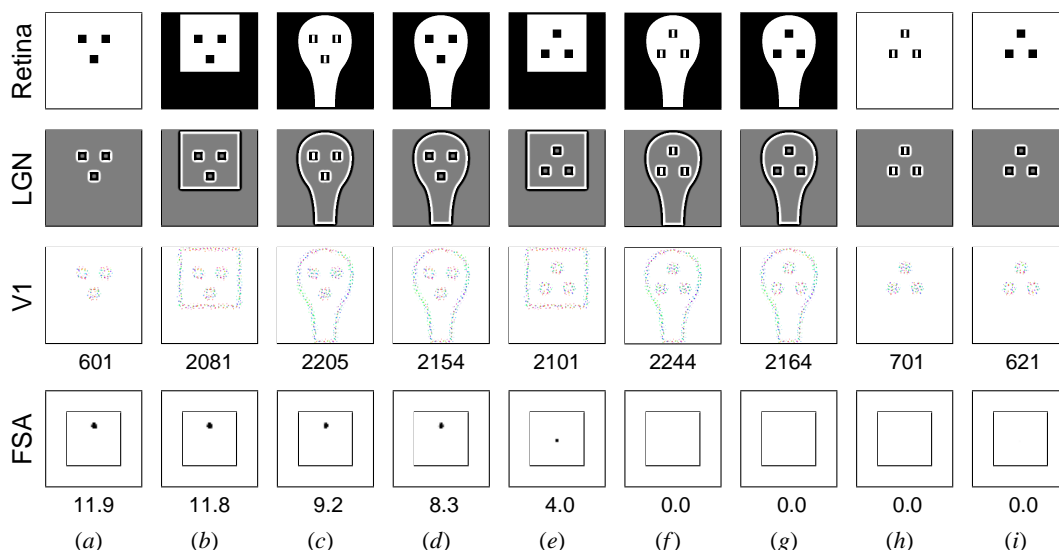 Retina
LGN
V1
601 2081 2205 2154 2101 2244 2164 701 621
FSA
11.9 11.8 9.2 8.3 4.0 0.0 0.0 0.0 0.0
(a) (b) (c) (d) (e) (f) (g) (h) (i)